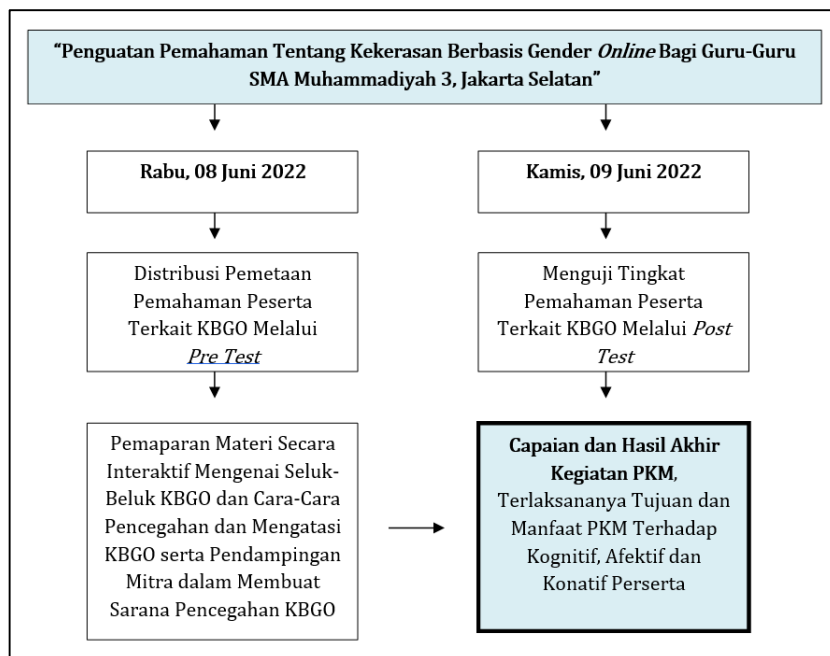 “Penguatan Pemahaman Tentang Kekerasan Berbasis Gender Online Bagi Guru-Guru
SMA Muhammadiyah 3, Jakarta Selatan”
Rabu, 08 Juni 2022
Kamis, 09 Juni 2022
Distribusi Pemetaan
Pemahaman Peserta
Terkait KBGO Melalui
Pre Test
Menguji Tingkat
Pemahaman Peserta
Terkait KBGO Melalui Post
Test
Pemaparan Materi Secara
Interaktif Mengenai Seluk-
Beluk KBGO dan Cara-Cara
Pencegahan dan Mengatasi
KBGO serta Pendampingan
Mitra dalam Membuat
Sarana Pencegahan KBGO
Capaian dan Hasil Akhir
Kegiatan PKM,
Terlaksananya Tujuan dan
Manfaat PKM Terhadap
Kognitif, Afektif dan
Konatif Perserta